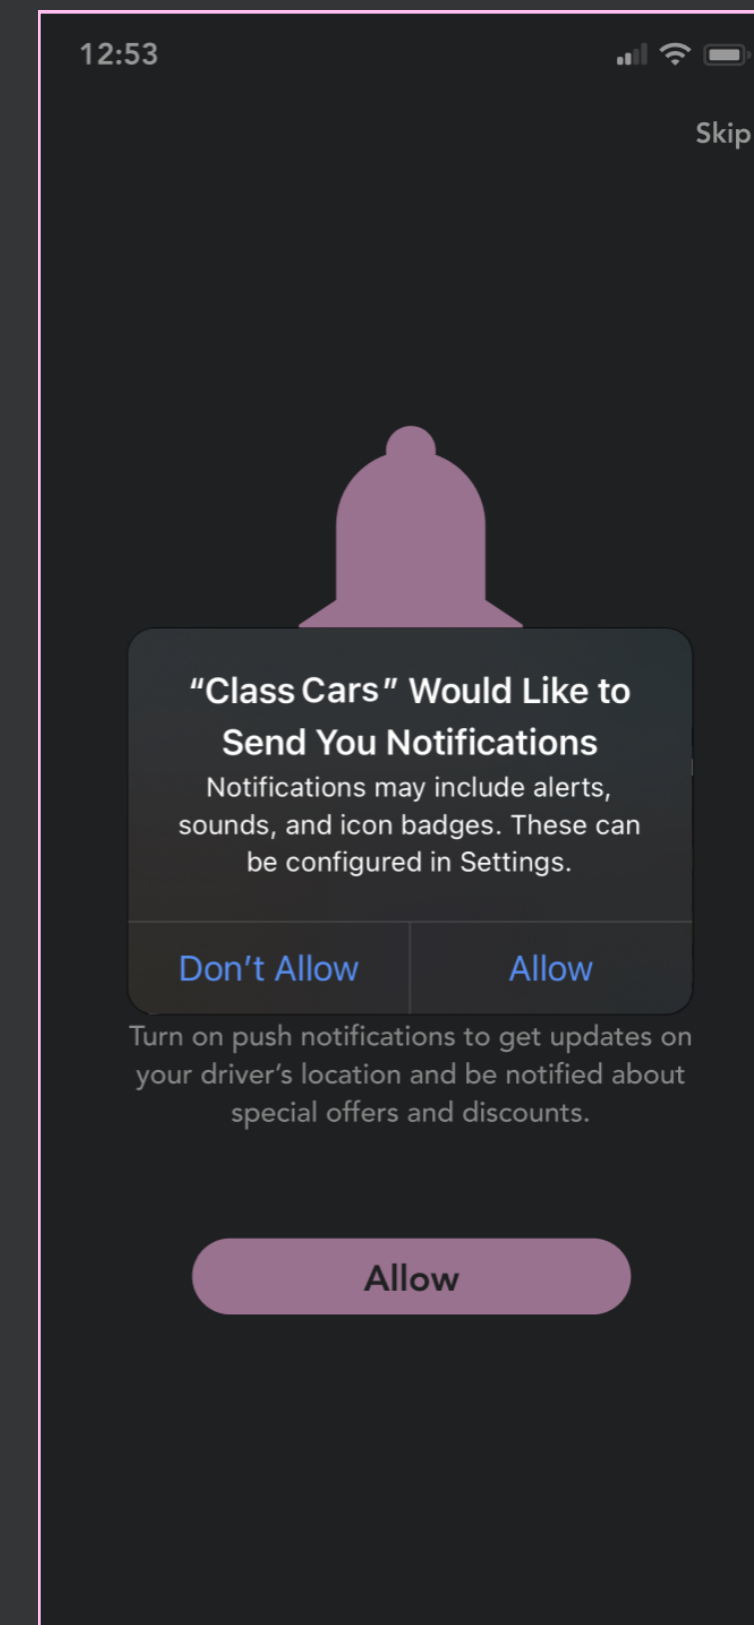 12:53
Skip
“Class Cars” Would Like to
Send You Notifications
Notifications may include alerts,
sounds, and icon badges. These can
be configured in Settings.
Don’t Allow
Allow
Turn on push notifications to get updates on
your driver’s location and be notified about
special offers and discounts.
Allow